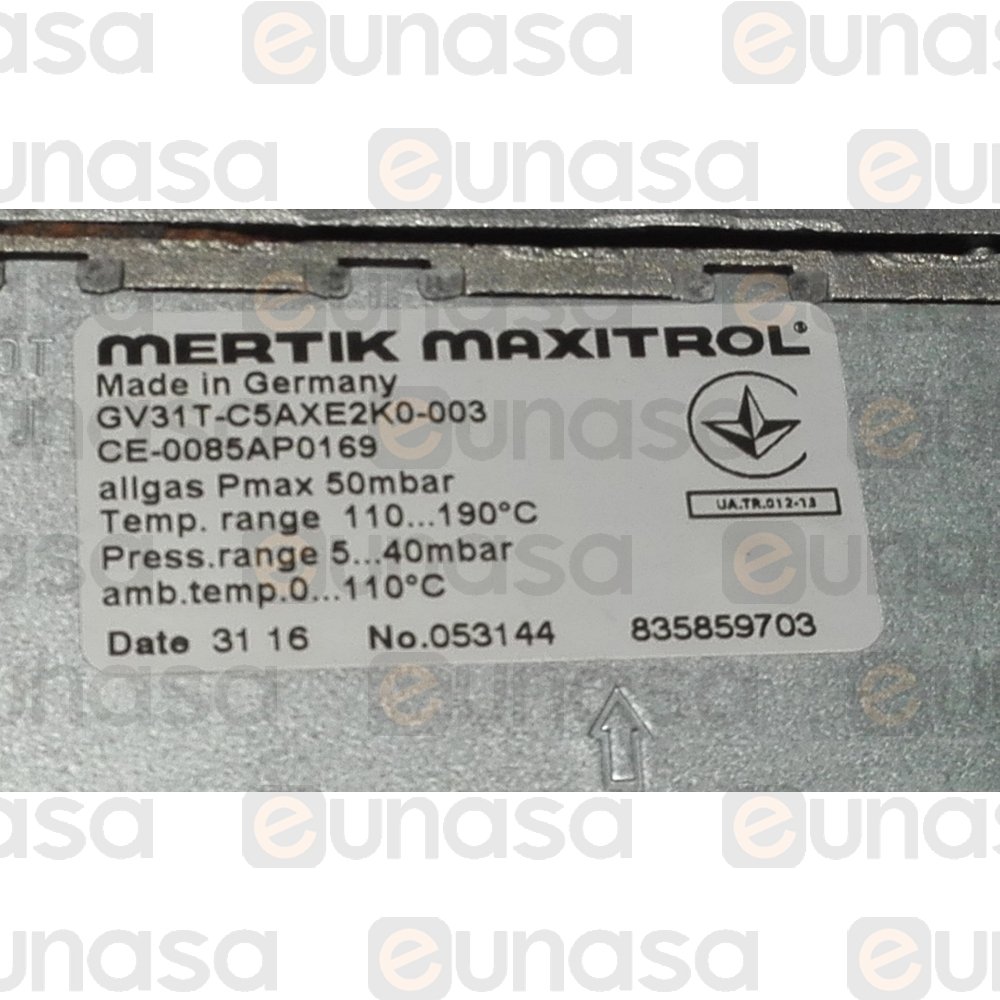 eunasa
MERTIK MAXITROL®
Made in Germany
GV31T-C5AXE2K0-003
CE-0085AP0169
allgas Pmax 50mbar
Temp. range 110...190°C
Press.range 5...40mbar
amb.temp.0...110°C
Date 31 16 No.053144 835859703
UA.TR.012-13